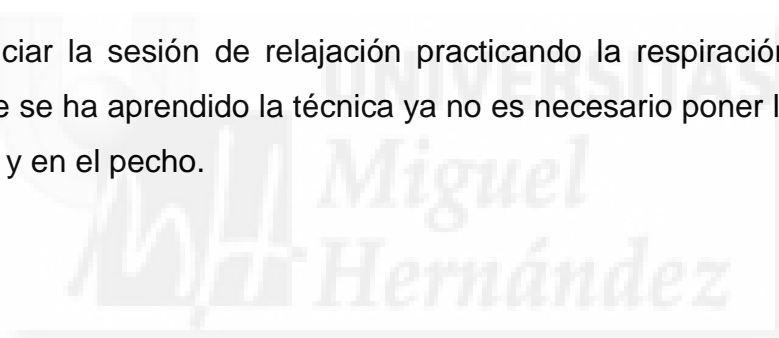 ciar la sesión de relajación practicando la respiración
e se ha aprendido la técnica ya no es necesario poner l
y en el pecho.
UNIVERSITAS
Miguel
Hernández